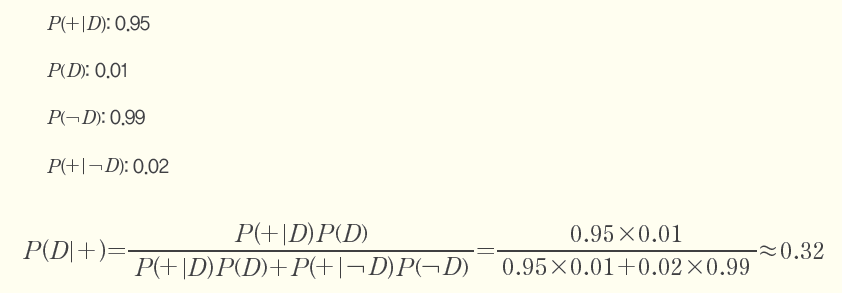 P(+|D): 0.95
P(D): 0.01
P(¬D): 0.99
P(+|¬D): 0.02
P(D|+)=P(+|D)P(D)/P(+|D)P(D)+P(+|¬D)P(¬D)=0.95×0.01/0.95×0.01+0.02×0.99≈0.32